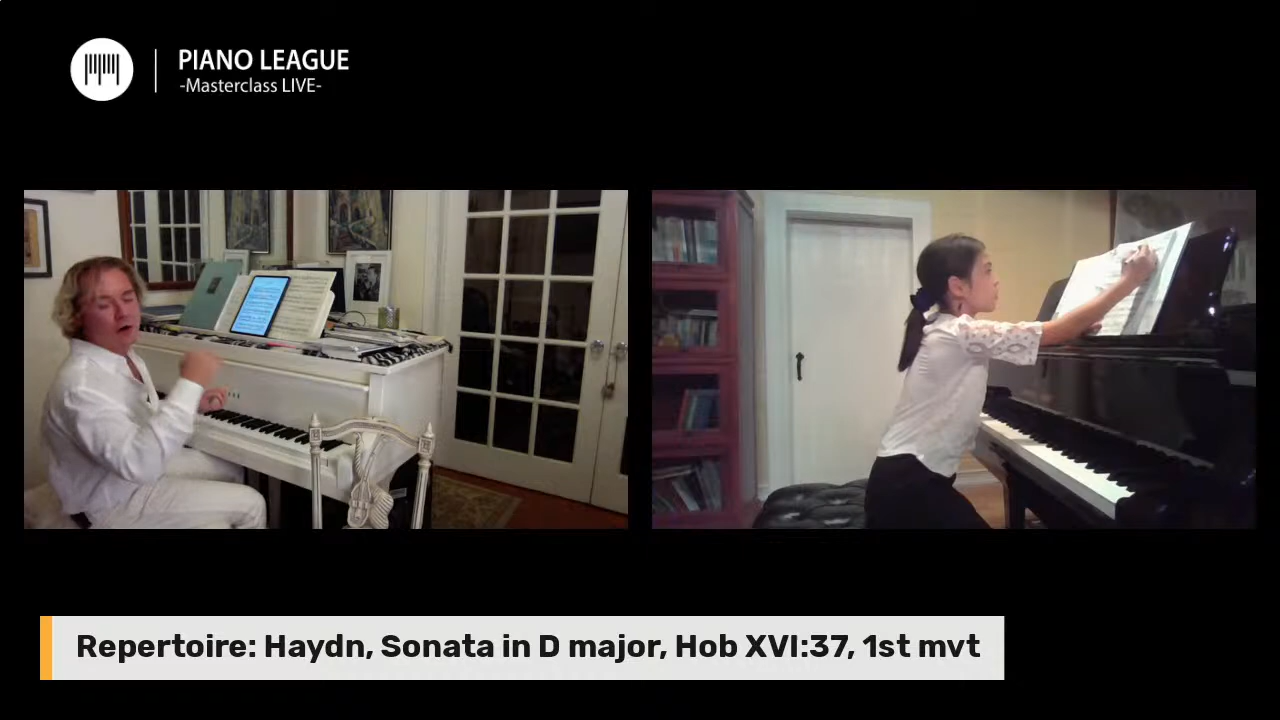 PIANO LEAGUE
-Masterclass LIVE-
Repertoire: Haydn, Sonata in D major, Hob XVI:37, 1st mvt